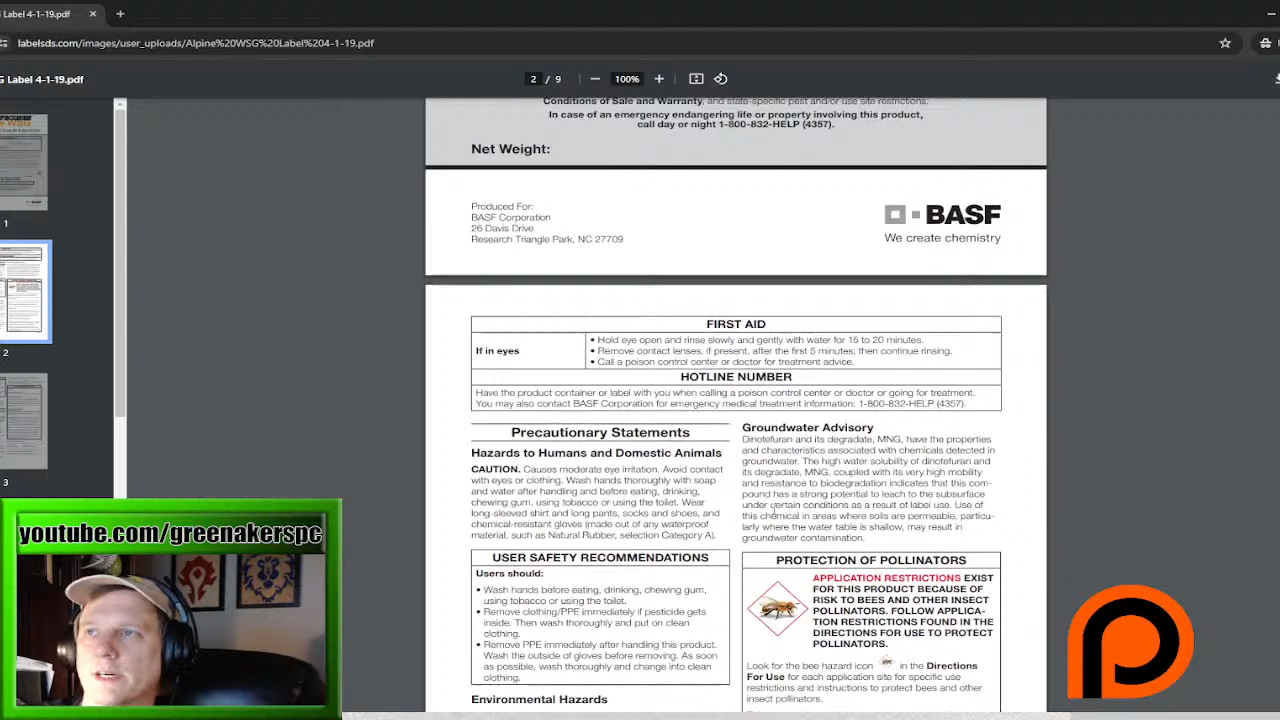 Label 4-1-19.pdf
labelsds.com/images/user_uploads/Alpine%20WSG%20Label%204-1-19.pdf
G Label 4-1-19.pdf
2 / 9
100%
Conditions of Sale and Warranty, and state-specific pest and/or use site restrictions.
In case of an emergency endangering life or property involving this product,
call day or night 1-800-832-HELP (4357).
Net Weight:
Produced For:
BASF Corporation
26 Davis Drive
Research Triangle Park, NC 27709
BASF
We create chemistry
1
2
3
FIRST AID
If in eyes
• Hold eye open and rinse slowly and gently with water for 15 to 20 minutes.
• Remove contact lenses, if present, after the first 5 minutes; then continue rinsing.
• Call a poison control center or doctor for treatment advice.
HOTLINE NUMBER
Have the product container or label with you when calling a poison control center or doctor or going for treatment.
You may also contact BASF Corporation for emergency medical treatment information: 1-800-832-HELP (4357).
Precautionary Statements
Hazards to Humans and Domestic Animals
CAUTION. Causes moderate eye irritation. Avoid contact
with eyes or clothing. Wash hands thoroughly with soap
and water after handling and before eating, drinking,
chewing gum, using tobacco or using the toilet. Wear
long-sleeved shirt and long pants, socks and shoes, and
chemical-resistant gloves (made out of any waterproof
material, such as Natural Rubber, selection Category A).
USER SAFETY RECOMMENDATIONS
Users should:
• Wash hands before eating, drinking, chewing gum,
using tobacco or using the toilet.
• Remove clothing/PPE immediately if pesticide gets
inside. Then wash thoroughly and put on clean
clothing.
• Remove PPE immediately after handling this product.
Wash the outside of gloves before removing. As soon
as possible, wash thoroughly and change into clean
clothing.
Environmental Hazards
Groundwater Advisory
Dinotefuran and its degradate, MNG, have the properties
and characteristics associated with chemicals detected in
groundwater. The high water solubility of dinotefuran and
its degradate, MNG, coupled with its very high mobility
and resistance to biodegradation indicates that this com-
pound has a strong potential to leach to the subsurface
under certain conditions as a result of label use. Use of
this chemical in areas where soils are permeable, particu-
larly where the water table is shallow, may result in
groundwater contamination.
PROTECTION OF POLLINATORS
APPLICATION RESTRICTIONS EXIST
FOR THIS PRODUCT BECAUSE OF
RISK TO BEES AND OTHER INSECT
POLLINATORS. FOLLOW APPLICA-
TION RESTRICTIONS FOUND IN THE
DIRECTIONS FOR USE TO PROTECT
POLLINATORS.
Look for the bee hazard icon in the Directions
For Use for each application site for specific use
restrictions and instructions to protect bees and other
insect pollinators.
youtube.com/greenakerspc